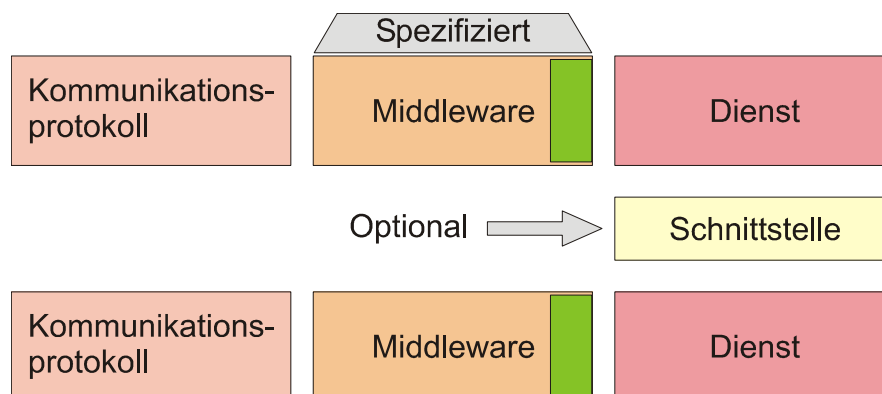 Spezifiziert
Kommunikations-
protokoll
Middleware
Dienst
Optional
Schnittstelle
Kommunikations-
protokoll
Middleware
Dienst